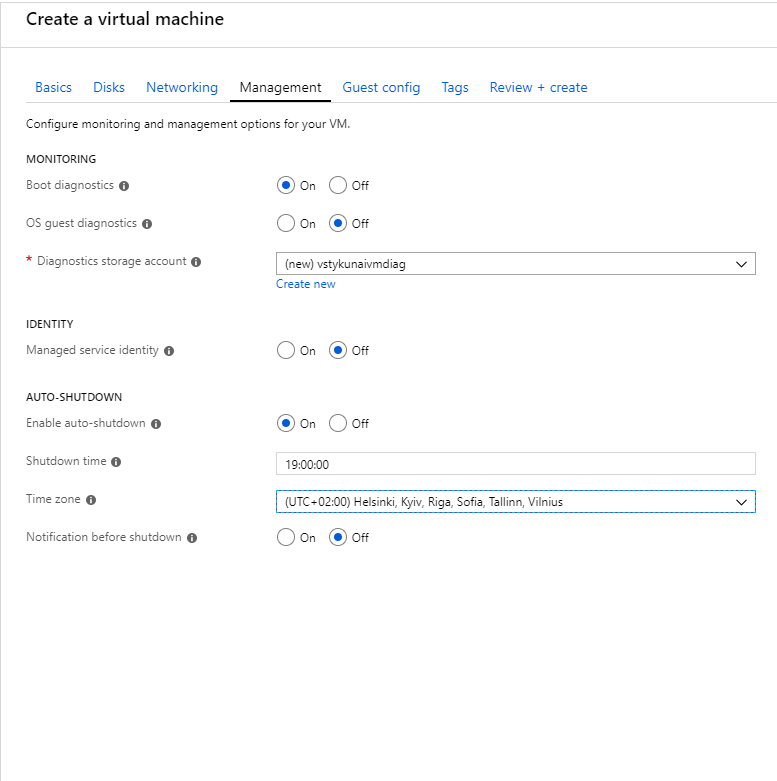 Create a virtual machine
Basics Disks Networking Management Guest config Tags Review + create
Configure monitoring and management options for your VM.
MONITORING
Boot diagnostics On Off
OS guest diagnostics On Off
* Diagnostics storage account (new) vstykunaivmdiag
Create new
IDENTITY
Managed service identity On Off
AUTO-SHUTDOWN
Enable auto-shutdown On Off
Shutdown time 19:00:00
Time zone (UTC+02:00) Helsinki, Kyiv, Riga, Sofia, Tallinn, Vilnius
Notification before shutdown On Off